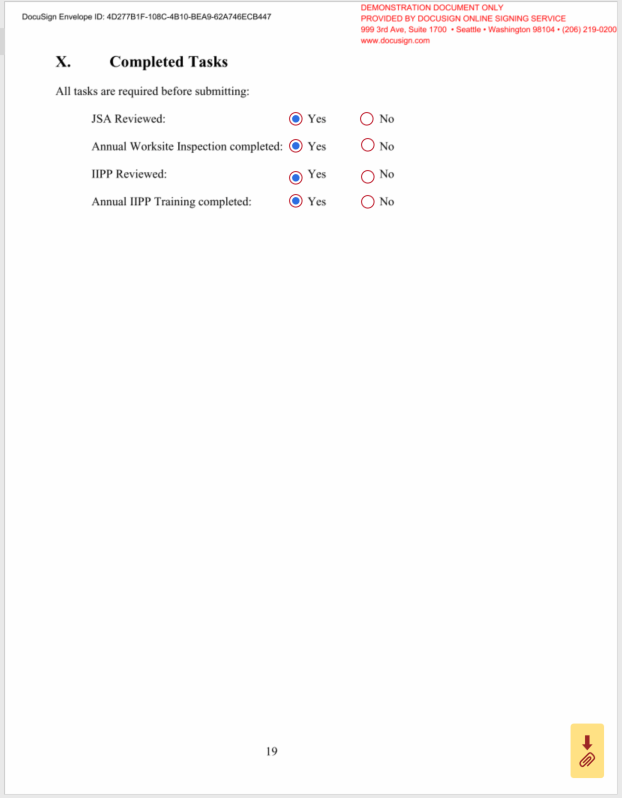 DocuSign Envelope ID: 4D277B1F-108C-4B10-BEA9-62A746ECB447
DEMONSTRATION DOCUMENT ONLY
PROVIDED BY DOCUSIGN ONLINE SIGNING SERVICE
999 3rd Ave, Suite 1700 • Seattle • Washington 98104 • (206) 219-0200
www.docusign.com
X. Completed Tasks
All tasks are required before submitting:
JSA Reviewed: Yes No
Annual Worksite Inspection completed: Yes No
IIPP Reviewed: Yes No
Annual IIPP Training completed: Yes No
19